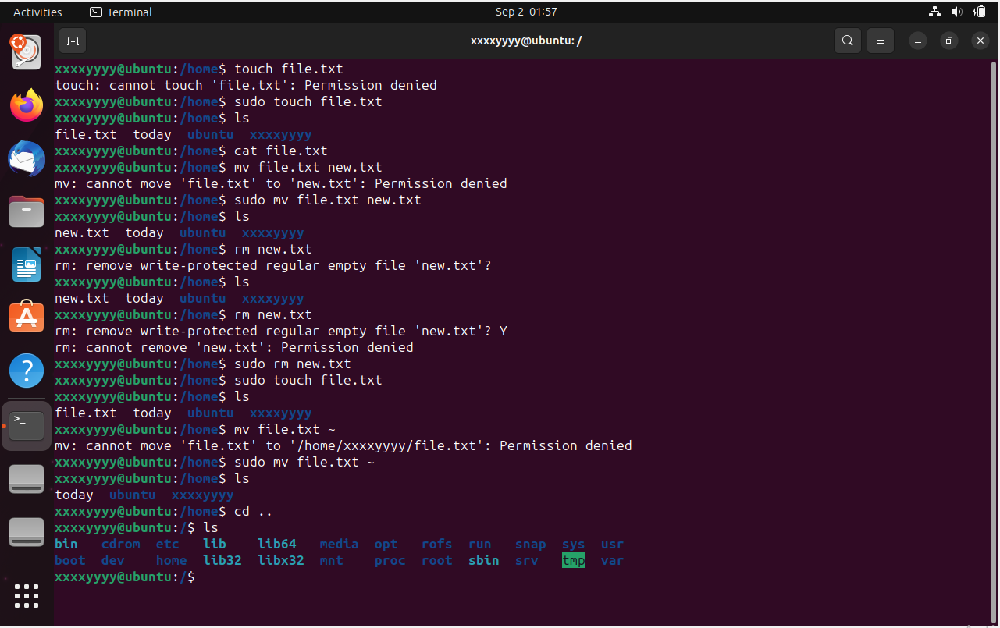 Activities Terminal Sep 2 01:57
xxxxyyyy@ubuntu: /
xxxxyyyy@ubuntu:/home$ touch file.txt
touch: cannot touch 'file.txt': Permission denied
xxxxyyyy@ubuntu:/home$ sudo touch file.txt
xxxxyyyy@ubuntu:/home$ ls
file.txt  today  ubuntu  xxxxyyyy
xxxxyyyy@ubuntu:/home$ cat file.txt
xxxxyyyy@ubuntu:/home$ mv file.txt new.txt
mv: cannot move 'file.txt' to 'new.txt': Permission denied
xxxxyyyy@ubuntu:/home$ sudo mv file.txt new.txt
xxxxyyyy@ubuntu:/home$ ls
new.txt  today  ubuntu  xxxxyyyy
xxxxyyyy@ubuntu:/home$ rm new.txt
rm: remove write-protected regular empty file 'new.txt'?
xxxxyyyy@ubuntu:/home$ ls
new.txt  today  ubuntu  xxxxyyyy
xxxxyyyy@ubuntu:/home$ rm new.txt
rm: remove write-protected regular empty file 'new.txt'? Y
rm: cannot remove 'new.txt': Permission denied
xxxxyyyy@ubuntu:/home$ sudo rm new.txt
xxxxyyyy@ubuntu:/home$ sudo touch file.txt
xxxxyyyy@ubuntu:/home$ ls
file.txt  today  ubuntu  xxxxyyyy
xxxxyyyy@ubuntu:/home$ mv file.txt ~
mv: cannot move 'file.txt' to '/home/xxxxyyyy/file.txt': Permission denied
xxxxyyyy@ubuntu:/home$ sudo mv file.txt ~
xxxxyyyy@ubuntu:/home$ ls
today  ubuntu  xxxxyyyy
xxxxyyyy@ubuntu:/home$ cd ..
xxxxyyyy@ubuntu:/$ ls
bin   cdrom  etc   lib    lib64   media  opt   rofs  run   snap  sys  usr
boot  dev    home  lib32  libx32  mnt    proc  root  sbin  srv   tmp  var
xxxxyyyy@ubuntu:/$